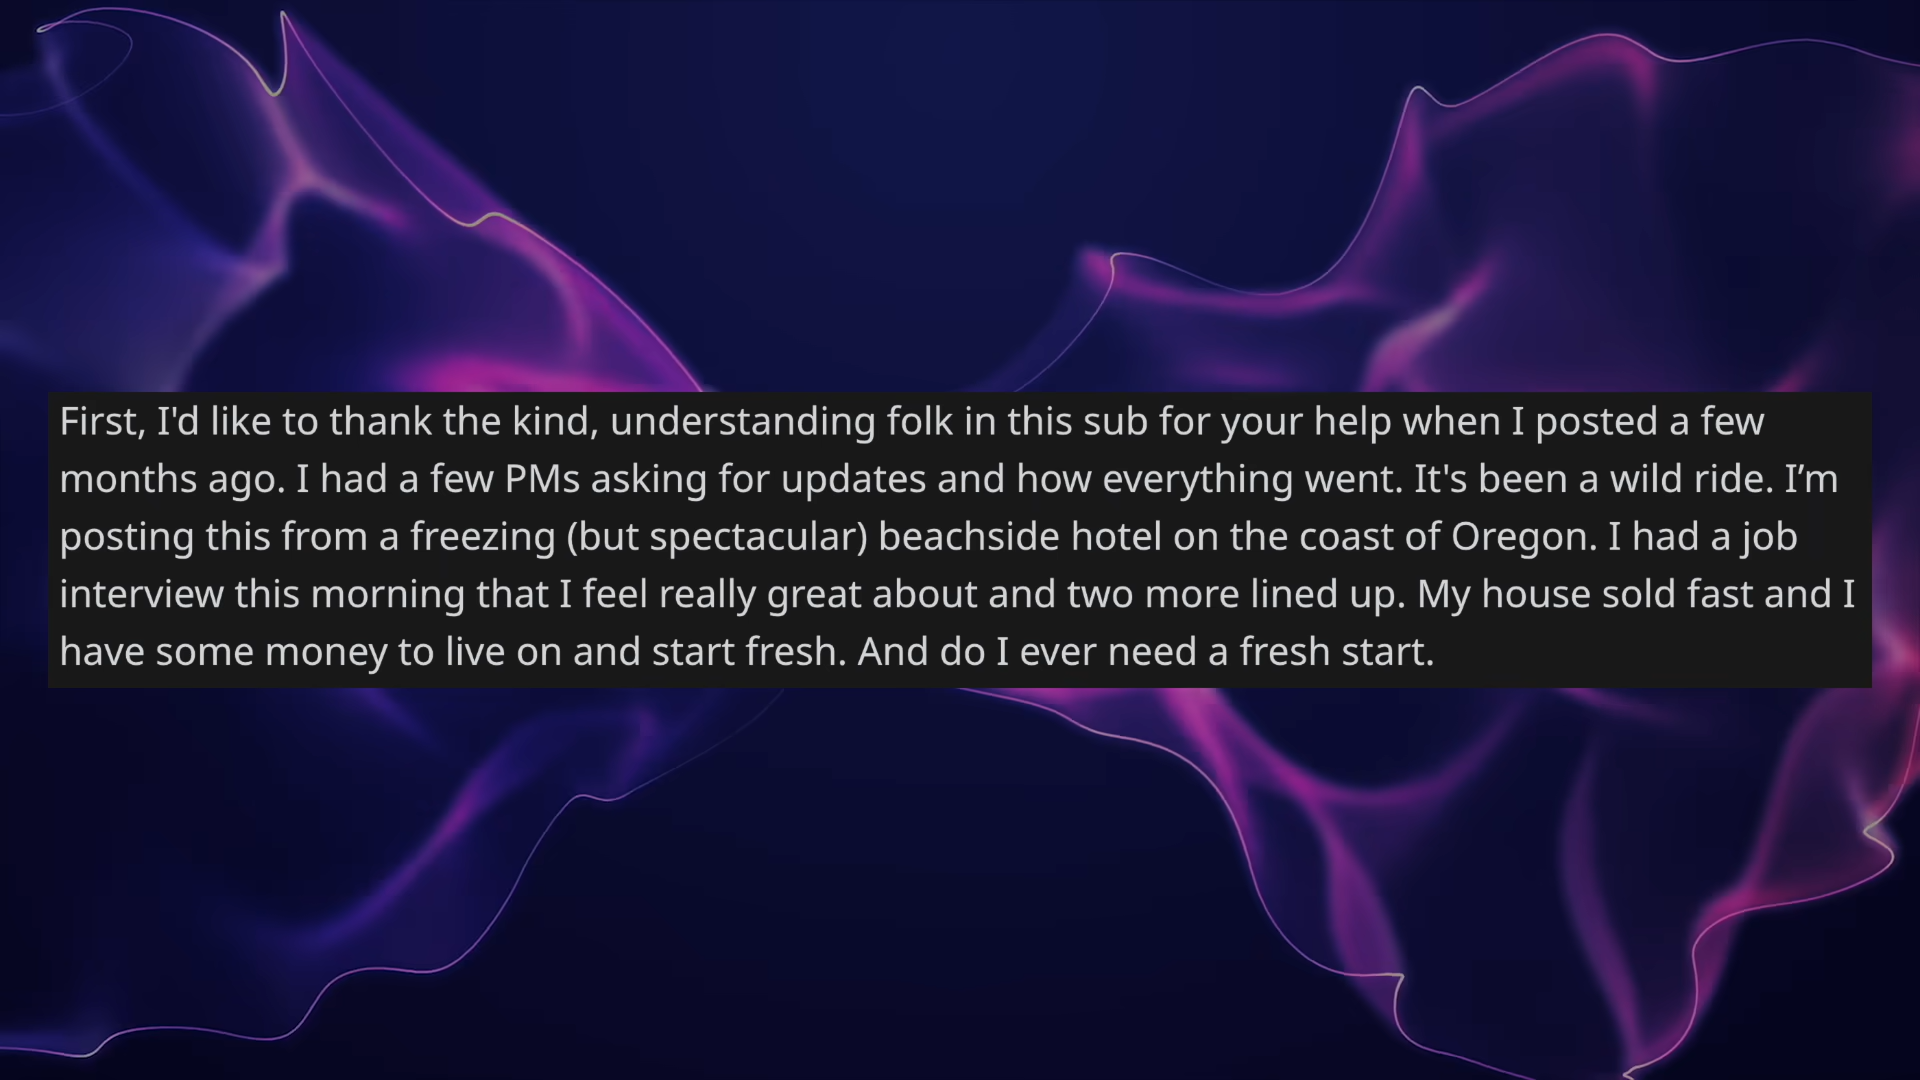 First, I'd like to thank the kind, understanding folk in this sub for your help when I posted a few
months ago. I had a few PMs asking for updates and how everything went. It's been a wild ride. I’m
posting this from a freezing (but spectacular) beachside hotel on the coast of Oregon. I had a job
interview this morning that I feel really great about and two more lined up. My house sold fast and I
have some money to live on and start fresh. And do I ever need a fresh start.